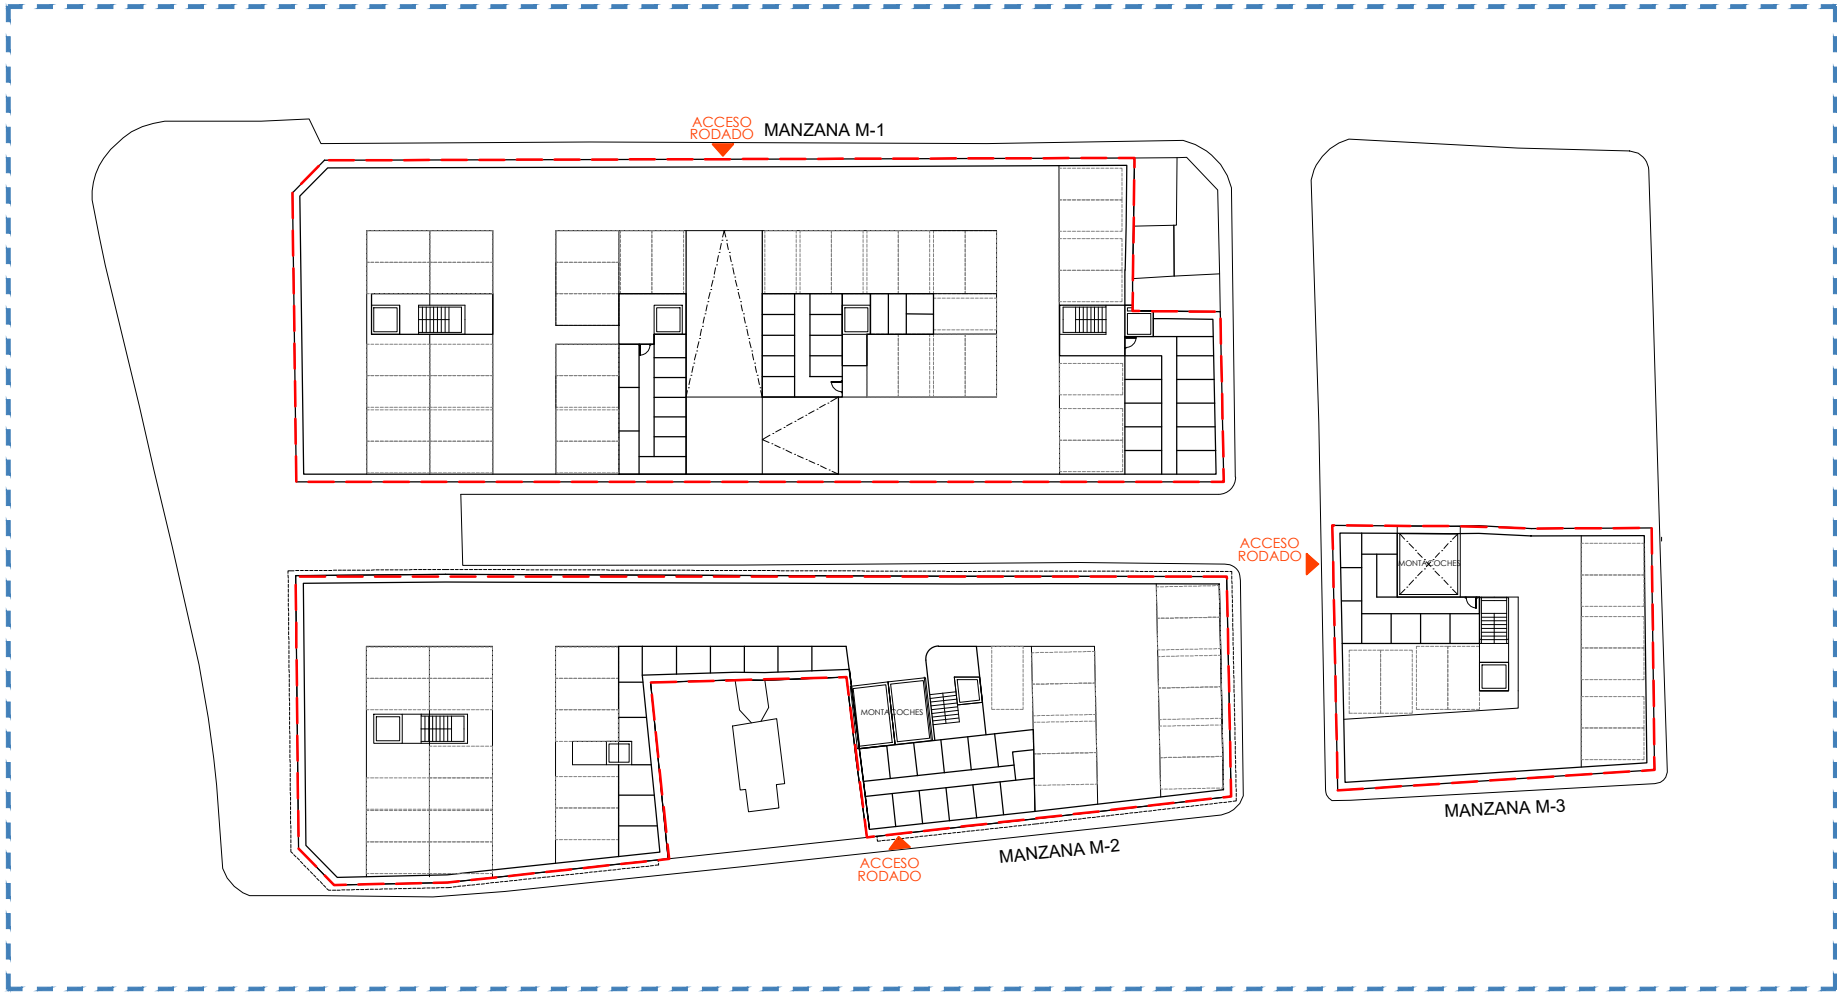 ACCESO
RODADO
MANZANA M-1
ACCESO
RODADO
MONTACOCHES
MONTACOCHES
MANZANA M-3
MANZANA M-2
ACCESO
RODADO